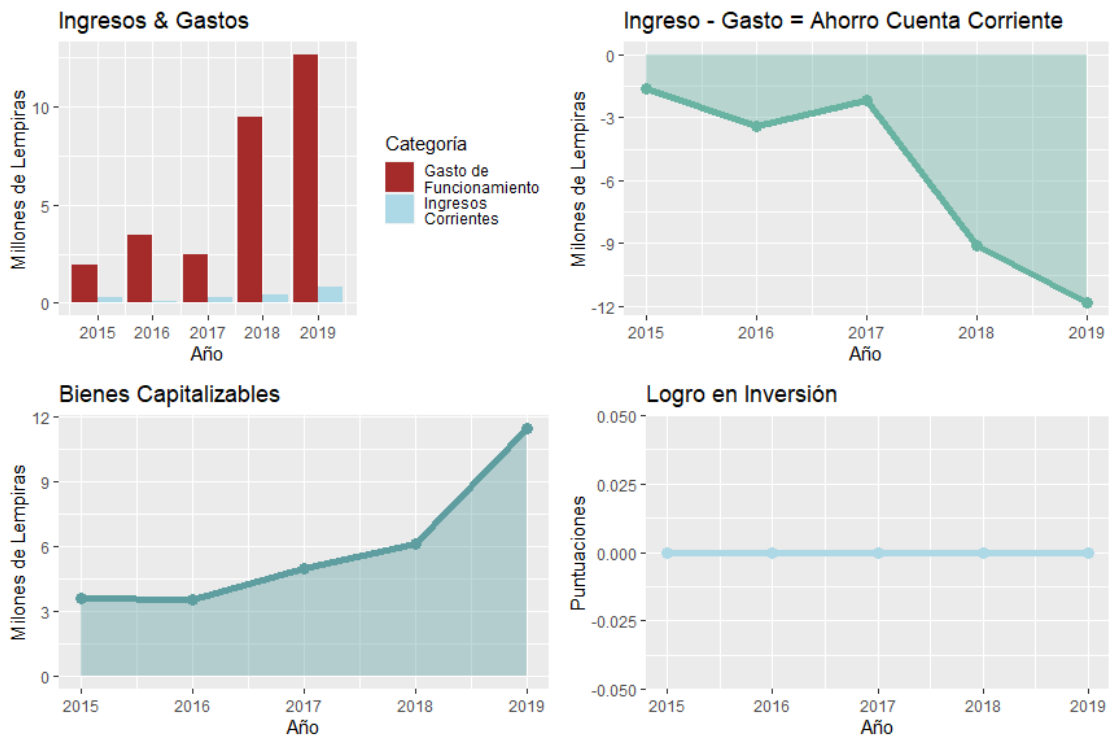 Ingresos & Gastos
Millones de Lempiras
10
5
0
2015 2016 2017 2018 2019
Año
Categoría
Gasto de
Funcionamiento
Ingresos
Corrientes
Ingreso - Gasto = Ahorro Cuenta Corriente
Milones de Lempiras
0
-3
-6
-9
-12
2015 2016 2017 2018 2019
Año
Bienes Capitalizables
Milones de Lempiras
12
9
6
3
0
2015 2016 2017 2018 2019
Año
Logro en Inversión
Puntuaciones
0.050
0.025
0.000
-0.025
-0.050
2015 2016 2017 2018 2019
Año